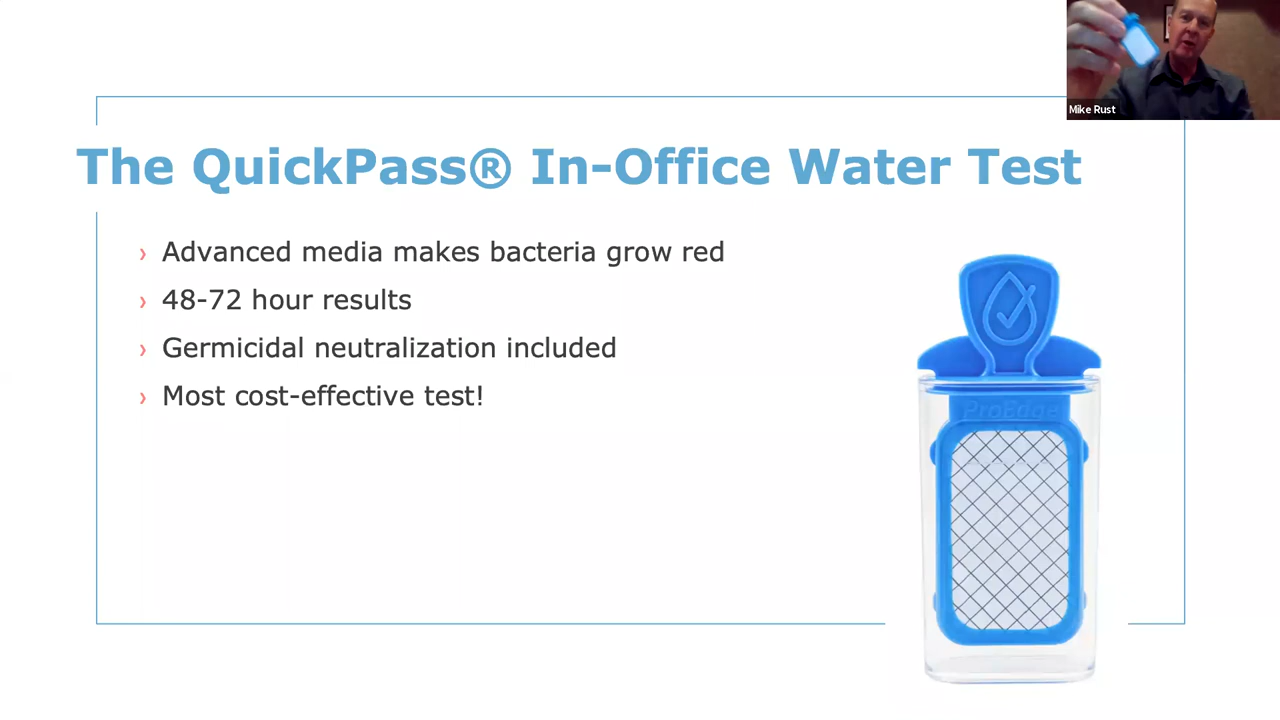 Mike Rust
The QuickPass® In-Office Water Test
› Advanced media makes bacteria grow red
› 48-72 hour results
› Germicidal neutralization included
› Most cost-effective test!
ProEdge